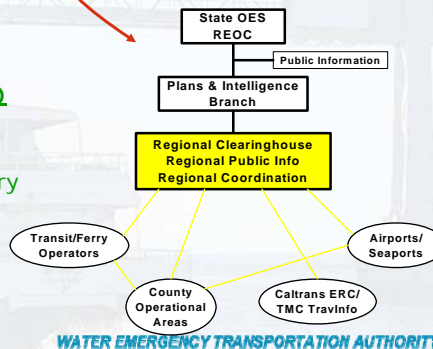 State OES
REOC
Public Information
Plans & Intelligence
Branch
Regional Clearinghouse
Regional Public Info
Regional Coordination
Transit/Ferry
Operators
Airports/
Seaports
County
Operational
Areas
Caltrans ERC/
TMC TravInfo
WATER EMERGENCY TRANSPORTATION AUTHORITY